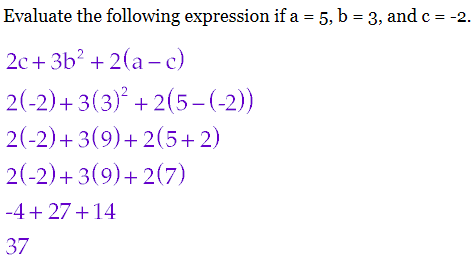 Evaluate the following expression if a = 5, b = 3, and c = -2.
2c + 3b² + 2(a – c)
2(-2) + 3(3)² + 2(5 – (-2))
2(-2) + 3(9) + 2(5 + 2)
2(-2) + 3(9) + 2(7)
-4 + 27 + 14
37